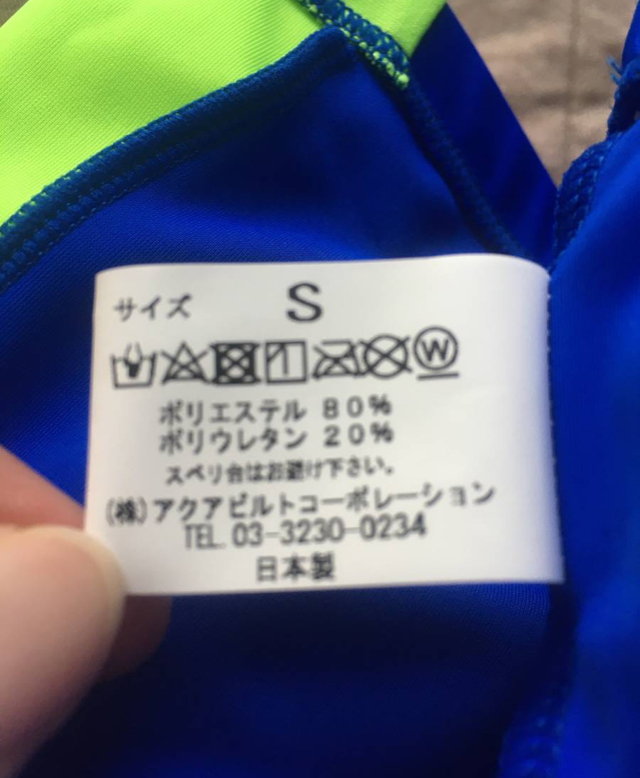 サイズ S
W
ポリエステル 80%
ポリウレタン 20%
スベリ台はお避け下さい。
(株)アクアビルトコーポレーション
TEL.03-3230-0234
日本製